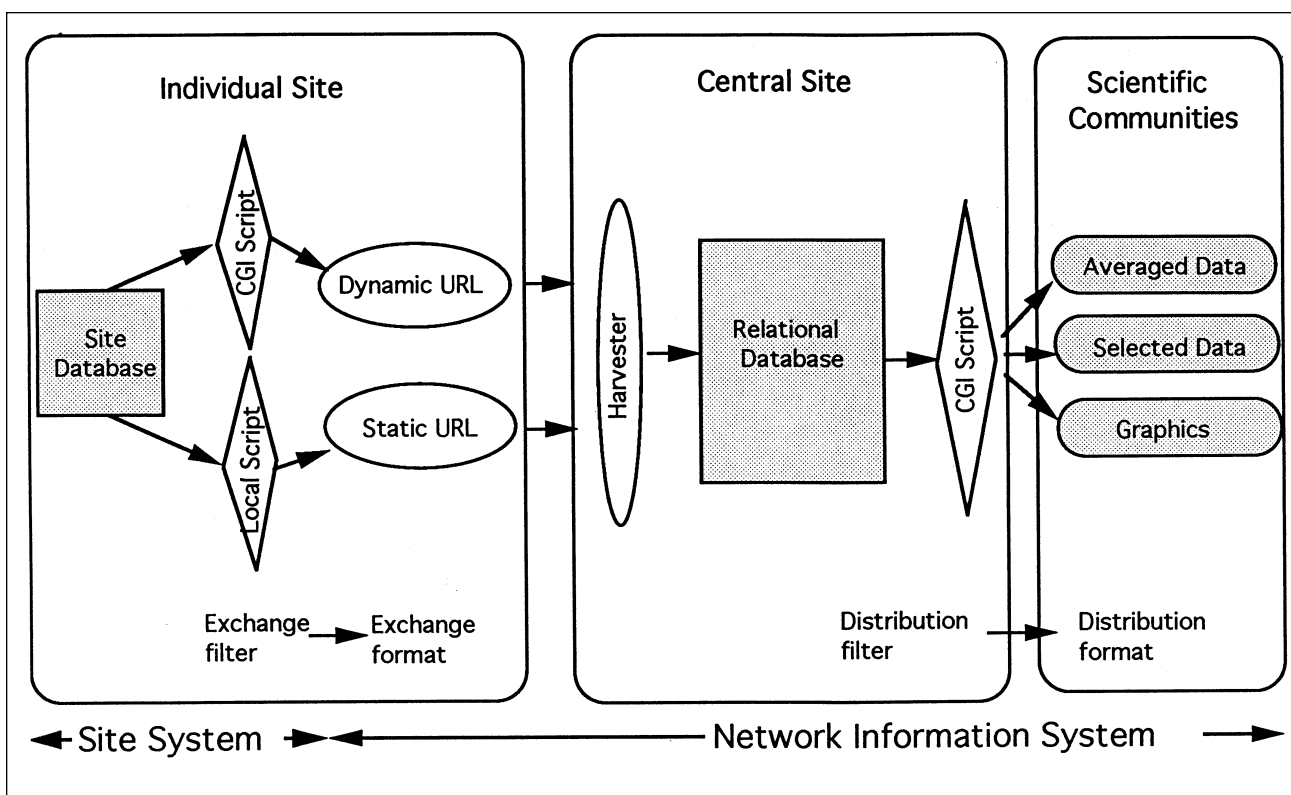 Individual Site
Central Site
Scientific
Communities
CGI Script
Dynamic URL
Site
Database
Local Script
Static URL
Harvester
Relational
Database
CGI Script
Averaged Data
Selected Data
Graphics
Exchange
filter
Exchange
format
Distribution
filter
Distribution
format
Site System
Network Information System